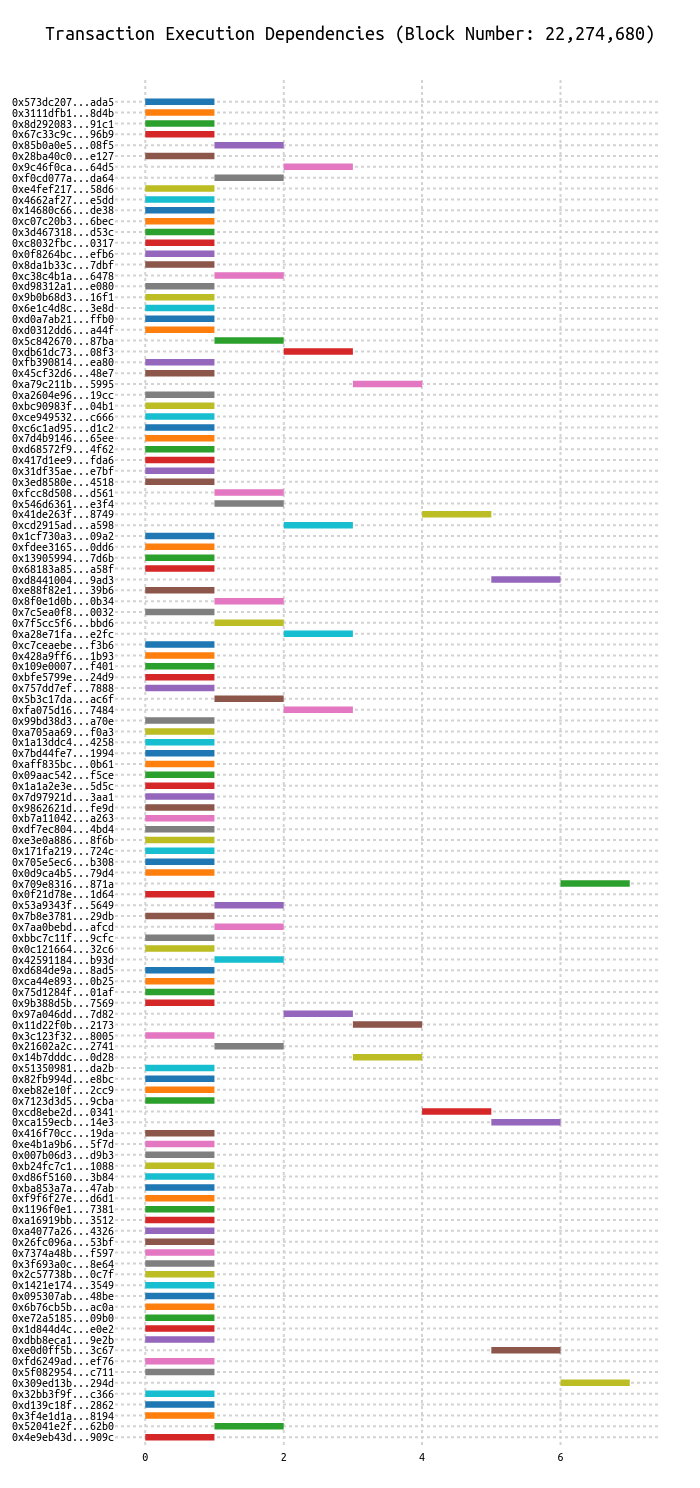 Transaction Execution Dependencies (Block Number: 22,274,680)
0x573dc207...ada5
0x3111dfb1...8d4b
0x8d292083...91c1
0x67c33c9c...96b9
0x85b0a0e5...08f5
0x28ba40c0...e127
0x9c46f0ca...64d5
0xf0cd077a...da64
0xe4fef217...58d6
0x4662af27...e5dd
0x14680c66...de38
0xc07c20b3...6bec
0x3d467318...d53c
0xc8032fbc...0317
0x0f8264bc...efb6
0x8da1b33c...7dbf
0xc38c4b1a...6478
0xd98312a1...e080
0x9b0b68d3...16f1
0x6e1c4d8c...3e8d
0xd0a7ab21...ffb0
0xd0312dd6...a44f
0x5c842670...87ba
0xdb61dc73...08f3
0xfb390814...ea80
0x45cf32d6...48e7
0xa79c211b...5995
0xa2604e96...19cc
0xbc90983f...04b1
0xce949532...c666
0xc6c1ad95...d1c2
0x7d4b9146...65ee
0xd68572f9...4f62
0x417d1ee9...fda6
0x31df35ae...e7bf
0x3ed8580e...4518
0xfcc8d508...d561
0x546d6361...e3f4
0x41de263f...8749
0xcd2915ad...a598
0x1cf730a3...09a2
0xfdee3165...0dd6
0x13905994...7d6b
0x68183a85...a58f
0xd8441004...9ad3
0xe88f82e1...39b6
0x8f0e1d0b...0b34
0x7c5ea0f8...0032
0x7f5cc5f6...bbd6
0xa28e71fa...e2fc
0xc7ceaebe...f3b6
0x428a9ff6...1b93
0x109e0007...f401
0xbfe5799e...24d9
0x757dd7ef...7888
0x5b3c17da...ac6f
0xfa075d16...7484
0x99bd38d3...a70e
0xa705aa69...f0a3
0x1a13ddc4...4258
0x7bd44fe7...1994
0xaff835bc...0b61
0x09aac542...f5ce
0x1a1a2e3e...5d5c
0x7d97921d...3aa1
0x9862621d...fe9d
0xb7a11042...a263
0xdf7ec804...4bd4
0xe3e0a886...8f6b
0x171fa219...724c
0x705e5ec6...b308
0x0d9ca4b5...79d4
0x709e8316...871a
0x0f21d78e...1d64
0x53a9343f...5649
0x7b8e3781...29db
0x7aa0bebd...afcd
0xbbc7c11f...9cfc
0x0c121664...32c6
0x42591184...b93d
0xd684de9a...8ad5
0xca44e893...0b25
0x75d1284f...01af
0x9b388d5b...7569
0x97a046dd...7d82
0x11d22f0b...2173
0x3c123f32...8005
0x21602a2c...2741
0x14b7dddc...0d28
0x51350981...da2b
0x82fb994d...e8bc
0xeb82e10f...2cc9
0x7123d3d5...9cba
0xcd8ebe2d...0341
0xca159ecb...14e3
0x416f70cc...19da
0xe4b1a9b6...5f7d
0x007b06d3...d9b3
0xb24fc7c1...1088
0xd86f5160...3b84
0xba853a7a...47ab
0xf9f6f27e...d6d1
0x1196f0e1...7381
0xa16919bb...3512
0xa4077a26...4326
0x26fc096a...53bf
0x7374a48b...f597
0x3f693a0c...8e64
0x2c57738b...0c7f
0x1421e174...3549
0x095307ab...48be
0x6b76cb5b...ac0a
0xe72a5185...09b0
0x1d844d4c...e0e2
0xdbb8eca1...9e2b
0xe0d0ff5b...3c67
0xfd6249ad...ef76
0x5f082954...c711
0x309ed13b...294d
0x32bb3f9f...c366
0xd139c18f...2862
0x3f4e1d1a...8194
0x52041e2f...62b0
0x4e9eb43d...909c
0 2 4 6